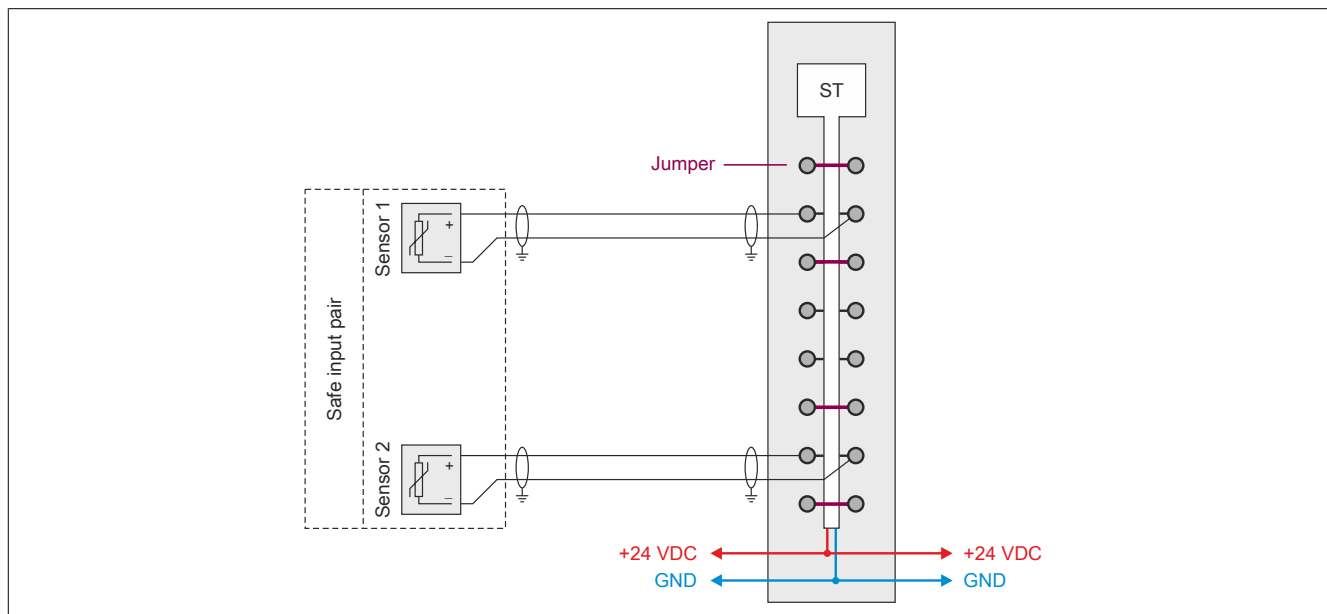 ST
Jumper
Safe input pair
Sensor 1
+
–
Sensor 2
+
–
+24 VDC
+24 VDC
GND
GND